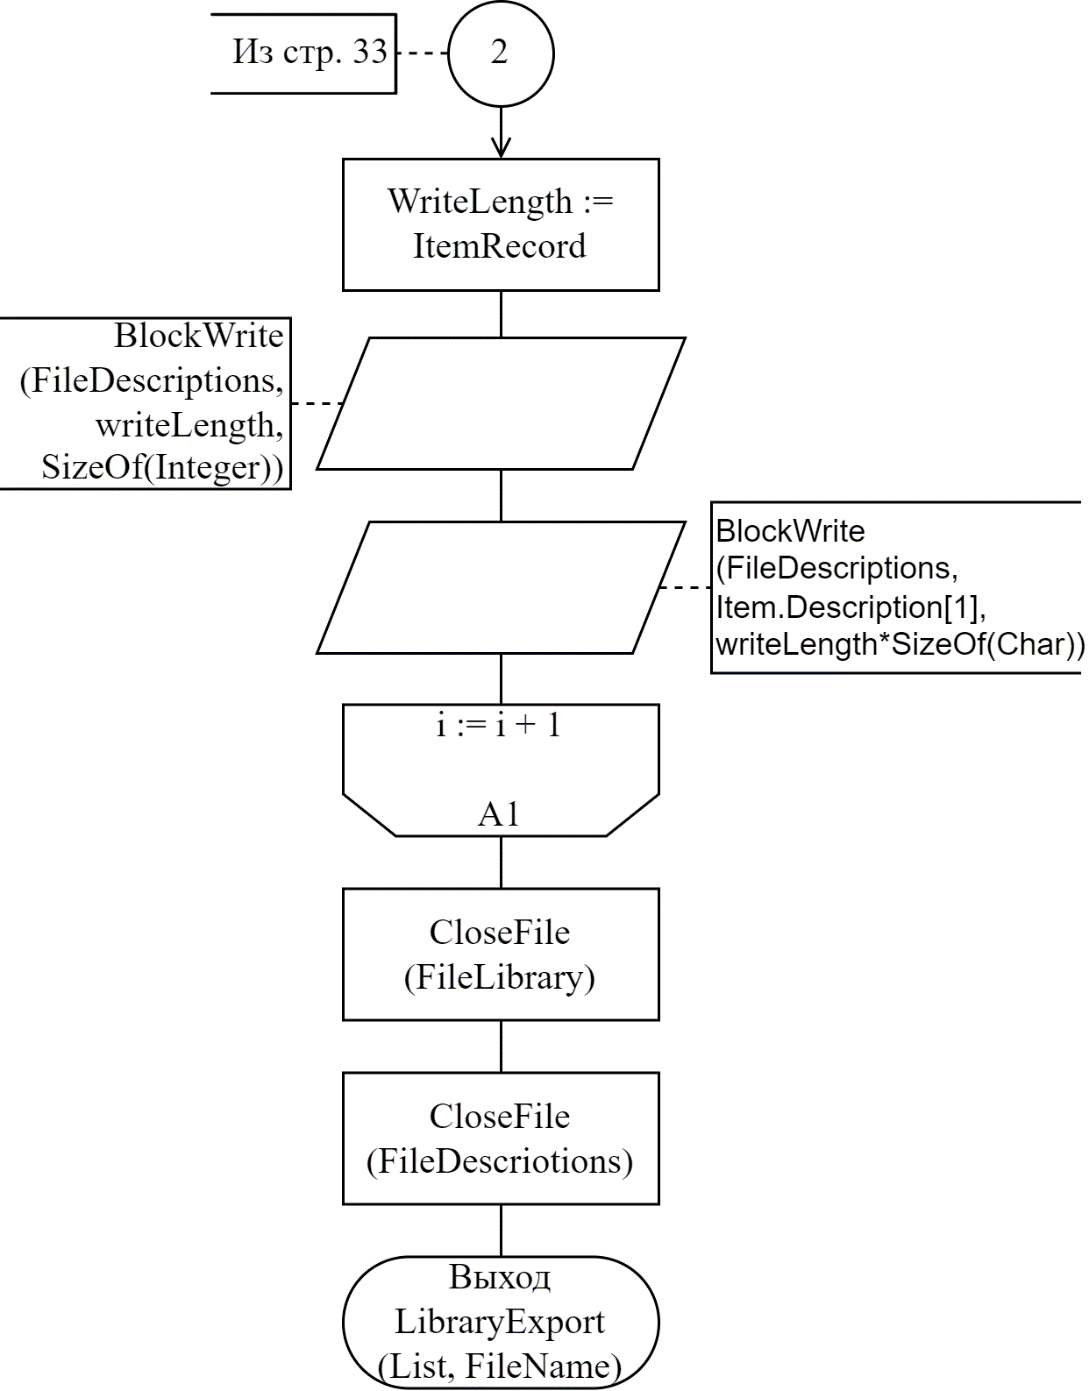 Из стр. 33
2
WriteLength :=
ItemRecord
BlockWrite
(FileDescriptions,
writeLength,
SizeOf(Integer))
BlockWrite
(FileDescriptions,
Item.Description[1],
writeLength*SizeOf(Char))
i := i + 1
A1
CloseFile
(FileLibrary)
CloseFile
(FileDescriotions)
Выход
LibraryExport
(List, FileName)